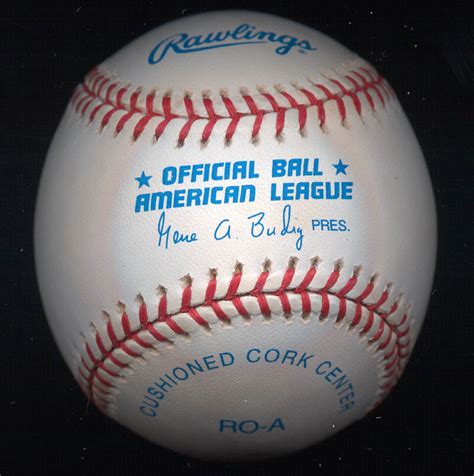 Rawlings
OFFICIAL BALL
AMERICAN LEAGUE
Gene A. Budig PRES.
CUSHIONED CORK CENTER
RO-A